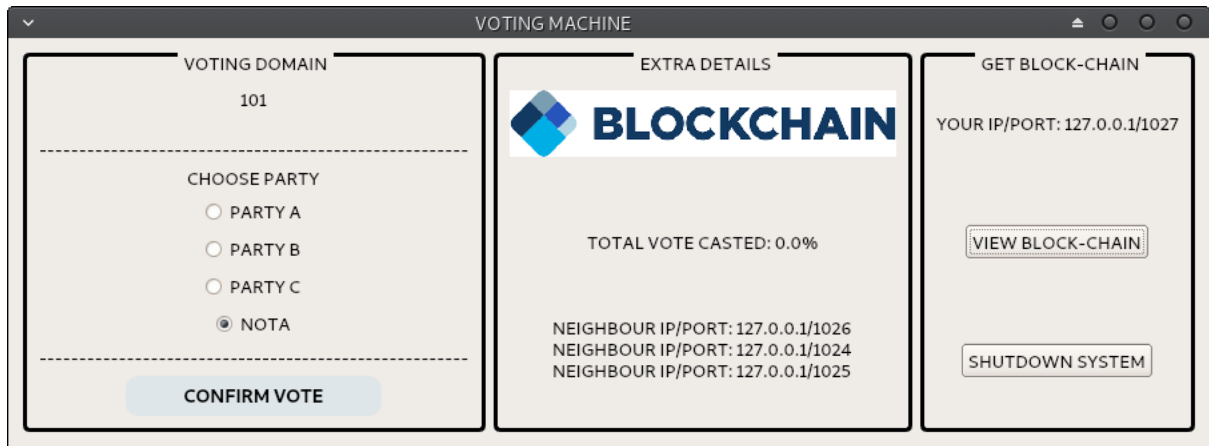 VOTING MACHINE
VOTING DOMAIN
101
CHOOSE PARTY
PARTY A
PARTY B
PARTY C
NOTA
CONFIRM VOTE
EXTRA DETAILS
BLOCKCHAIN
TOTAL VOTE CASTED: 0.0%
NEIGHBOUR IP/PORT: 127.0.0.1/1026
NEIGHBOUR IP/PORT: 127.0.0.1/1024
NEIGHBOUR IP/PORT: 127.0.0.1/1025
GET BLOCK-CHAIN
YOUR IP/PORT: 127.0.0.1/1027
VIEW BLOCK-CHAIN
SHUTDOWN SYSTEM